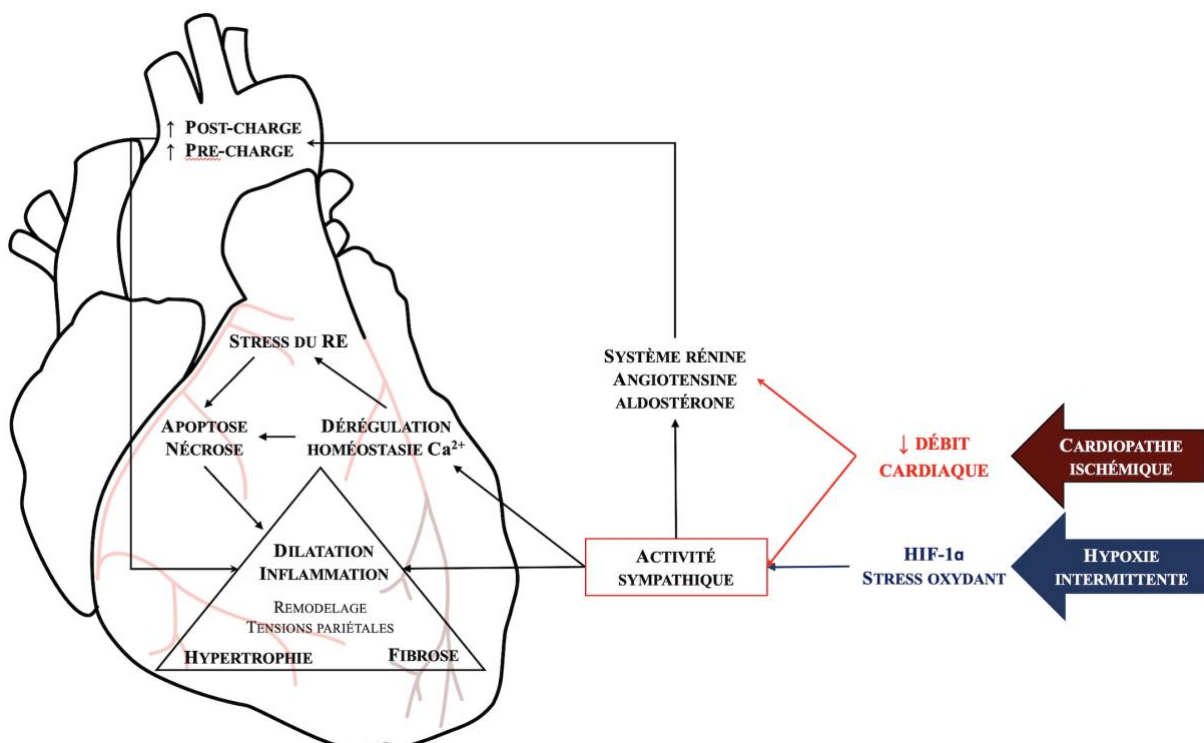 ↑ POST-CHARGE
↑ PRE-CHARGE
STRESS DU RE
APOPTOSE
NÉCROSE
DÉRÉGULATION
HOMÉOSTASIE Ca²⁺
DILATATION
INFLAMMATION
REMODELAGE
TENSIONS PARIÉTALES
HYPERTROPHIE
FIBROSE
SYSTÈME RÉNINE
ANGIOTENSINE
ALDOSTÉRONE
ACTIVITÉ
SYMPATHIQUE
↓ DÉBIT
CARDIAQUE
HIF-1α
STRESS OXYDANT
CARDIOPATHIE
ISCHÉMIQUE
HYPOXIE
INTERMITTENTE